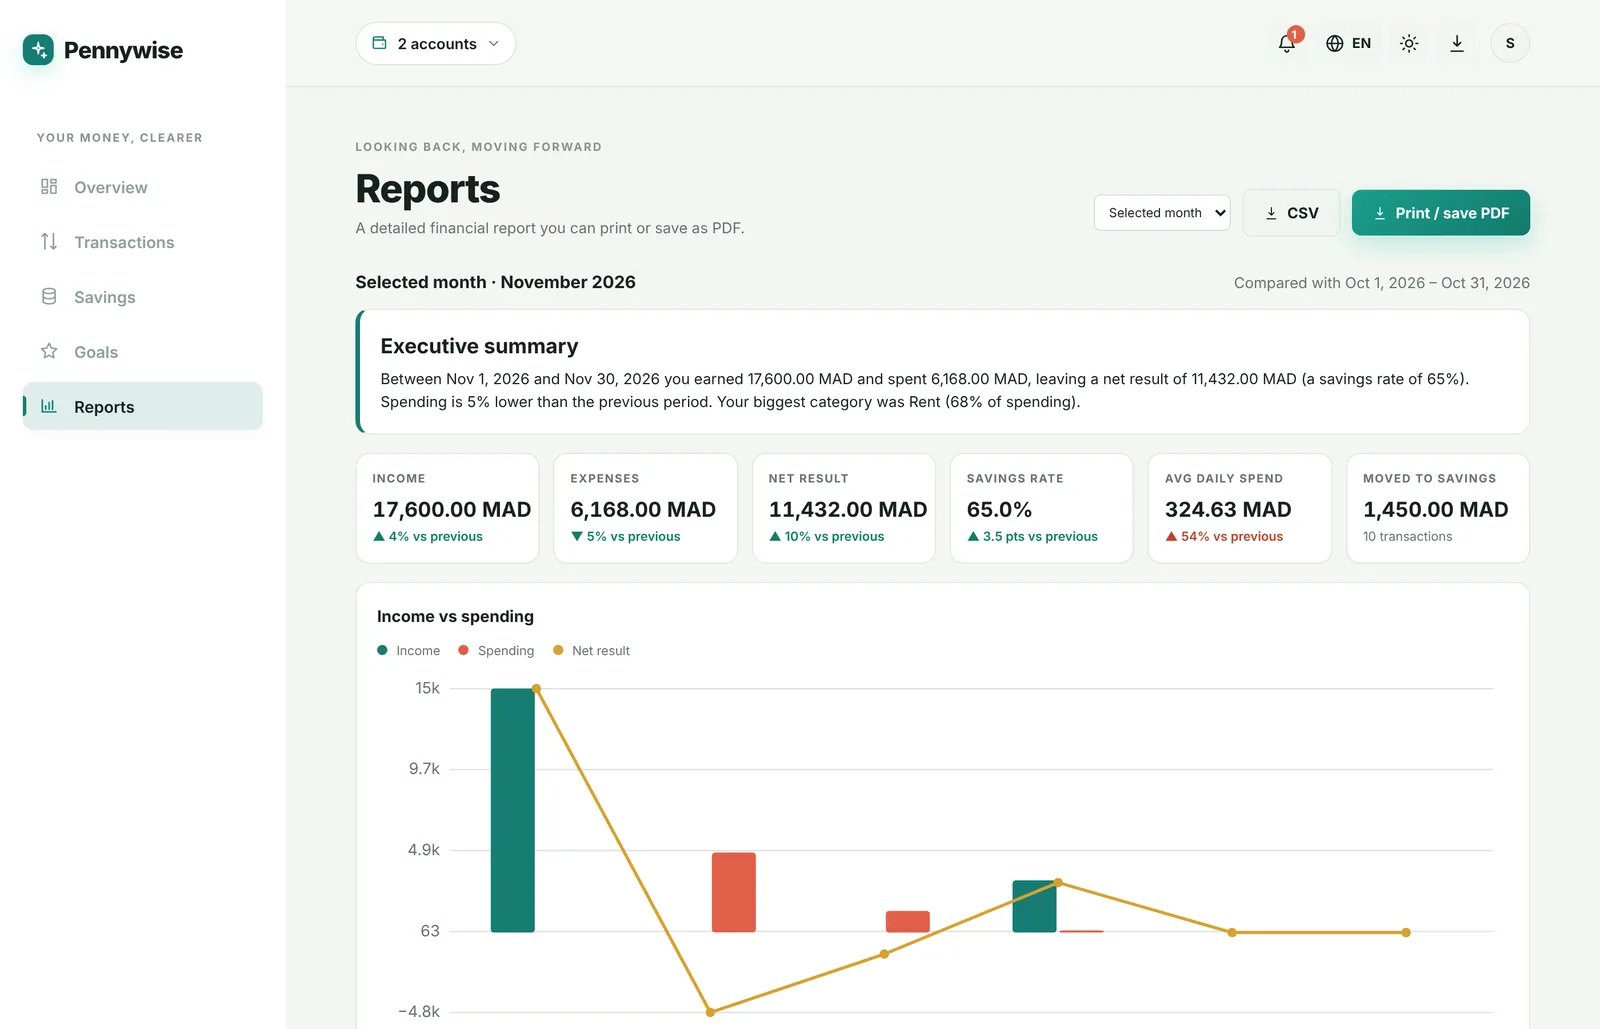 Pennywise
2 accounts
1
EN
S
YOUR MONEY, CLEARER
Overview
Transactions
Savings
Goals
Reports
LOOKING BACK, MOVING FORWARD
Reports
A detailed financial report you can print or save as PDF.
Selected month
CSV
Print / save PDF
Selected month · November 2026
Compared with Oct 1, 2026 – Oct 31, 2026
Executive summary
Between Nov 1, 2026 and Nov 30, 2026 you earned 17,600.00 MAD and spent 6,168.00 MAD, leaving a net result of 11,432.00 MAD (a savings rate of 65%).
Spending is 5% lower than the previous period. Your biggest category was Rent (68% of spending).
INCOME
17,600.00 MAD
▲ 4% vs previous
EXPENSES
6,168.00 MAD
▼ 5% vs previous
NET RESULT
11,432.00 MAD
▲ 10% vs previous
SAVINGS RATE
65.0%
▲ 3.5 pts vs previous
AVG DAILY SPEND
324.63 MAD
▲ 54% vs previous
MOVED TO SAVINGS
1,450.00 MAD
10 transactions
Income vs spending
Income
Spending
Net result
15k
9.7k
4.9k
63
−4.8k